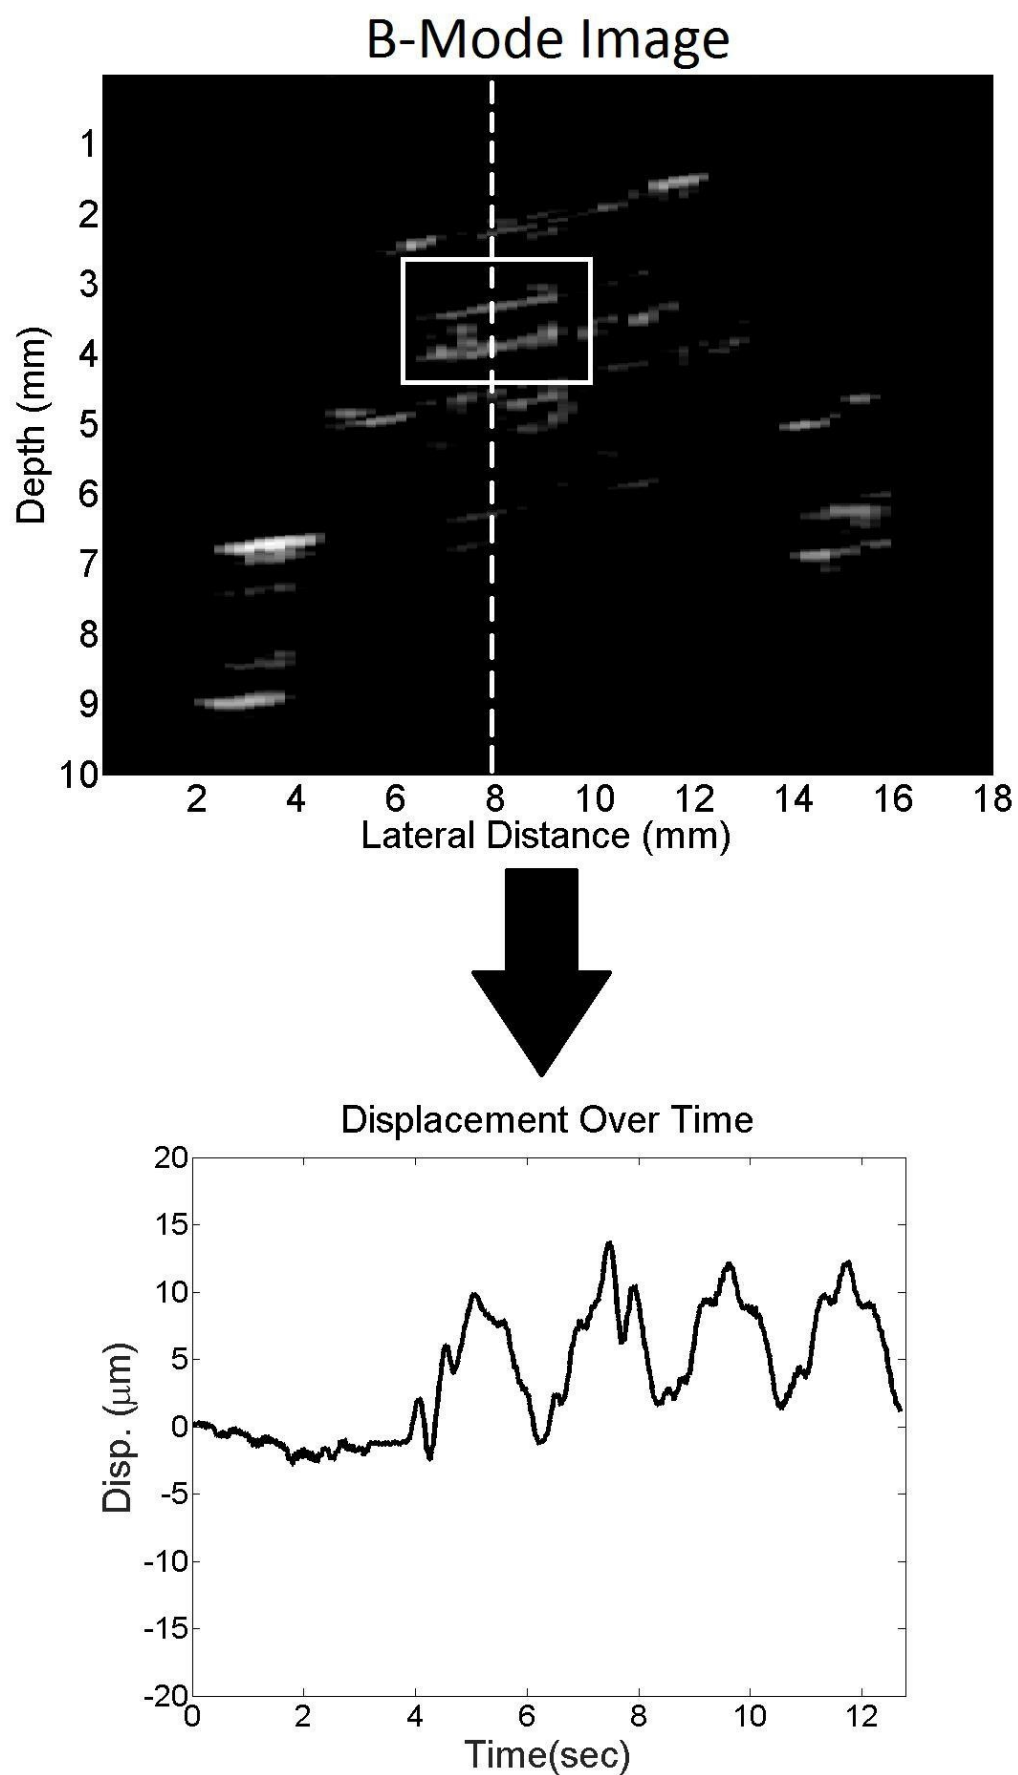 B-Mode Image
1
2
3
4
5
6
7
8
9
10
Depth (mm)
2 4 6 8 10 12 14 16 18
Lateral Distance (mm)
Displacement Over Time
20
15
10
5
0
-5
-10
-15
-20
Disp. (μm)
0 2 4 6 8 10 12
Time(sec)